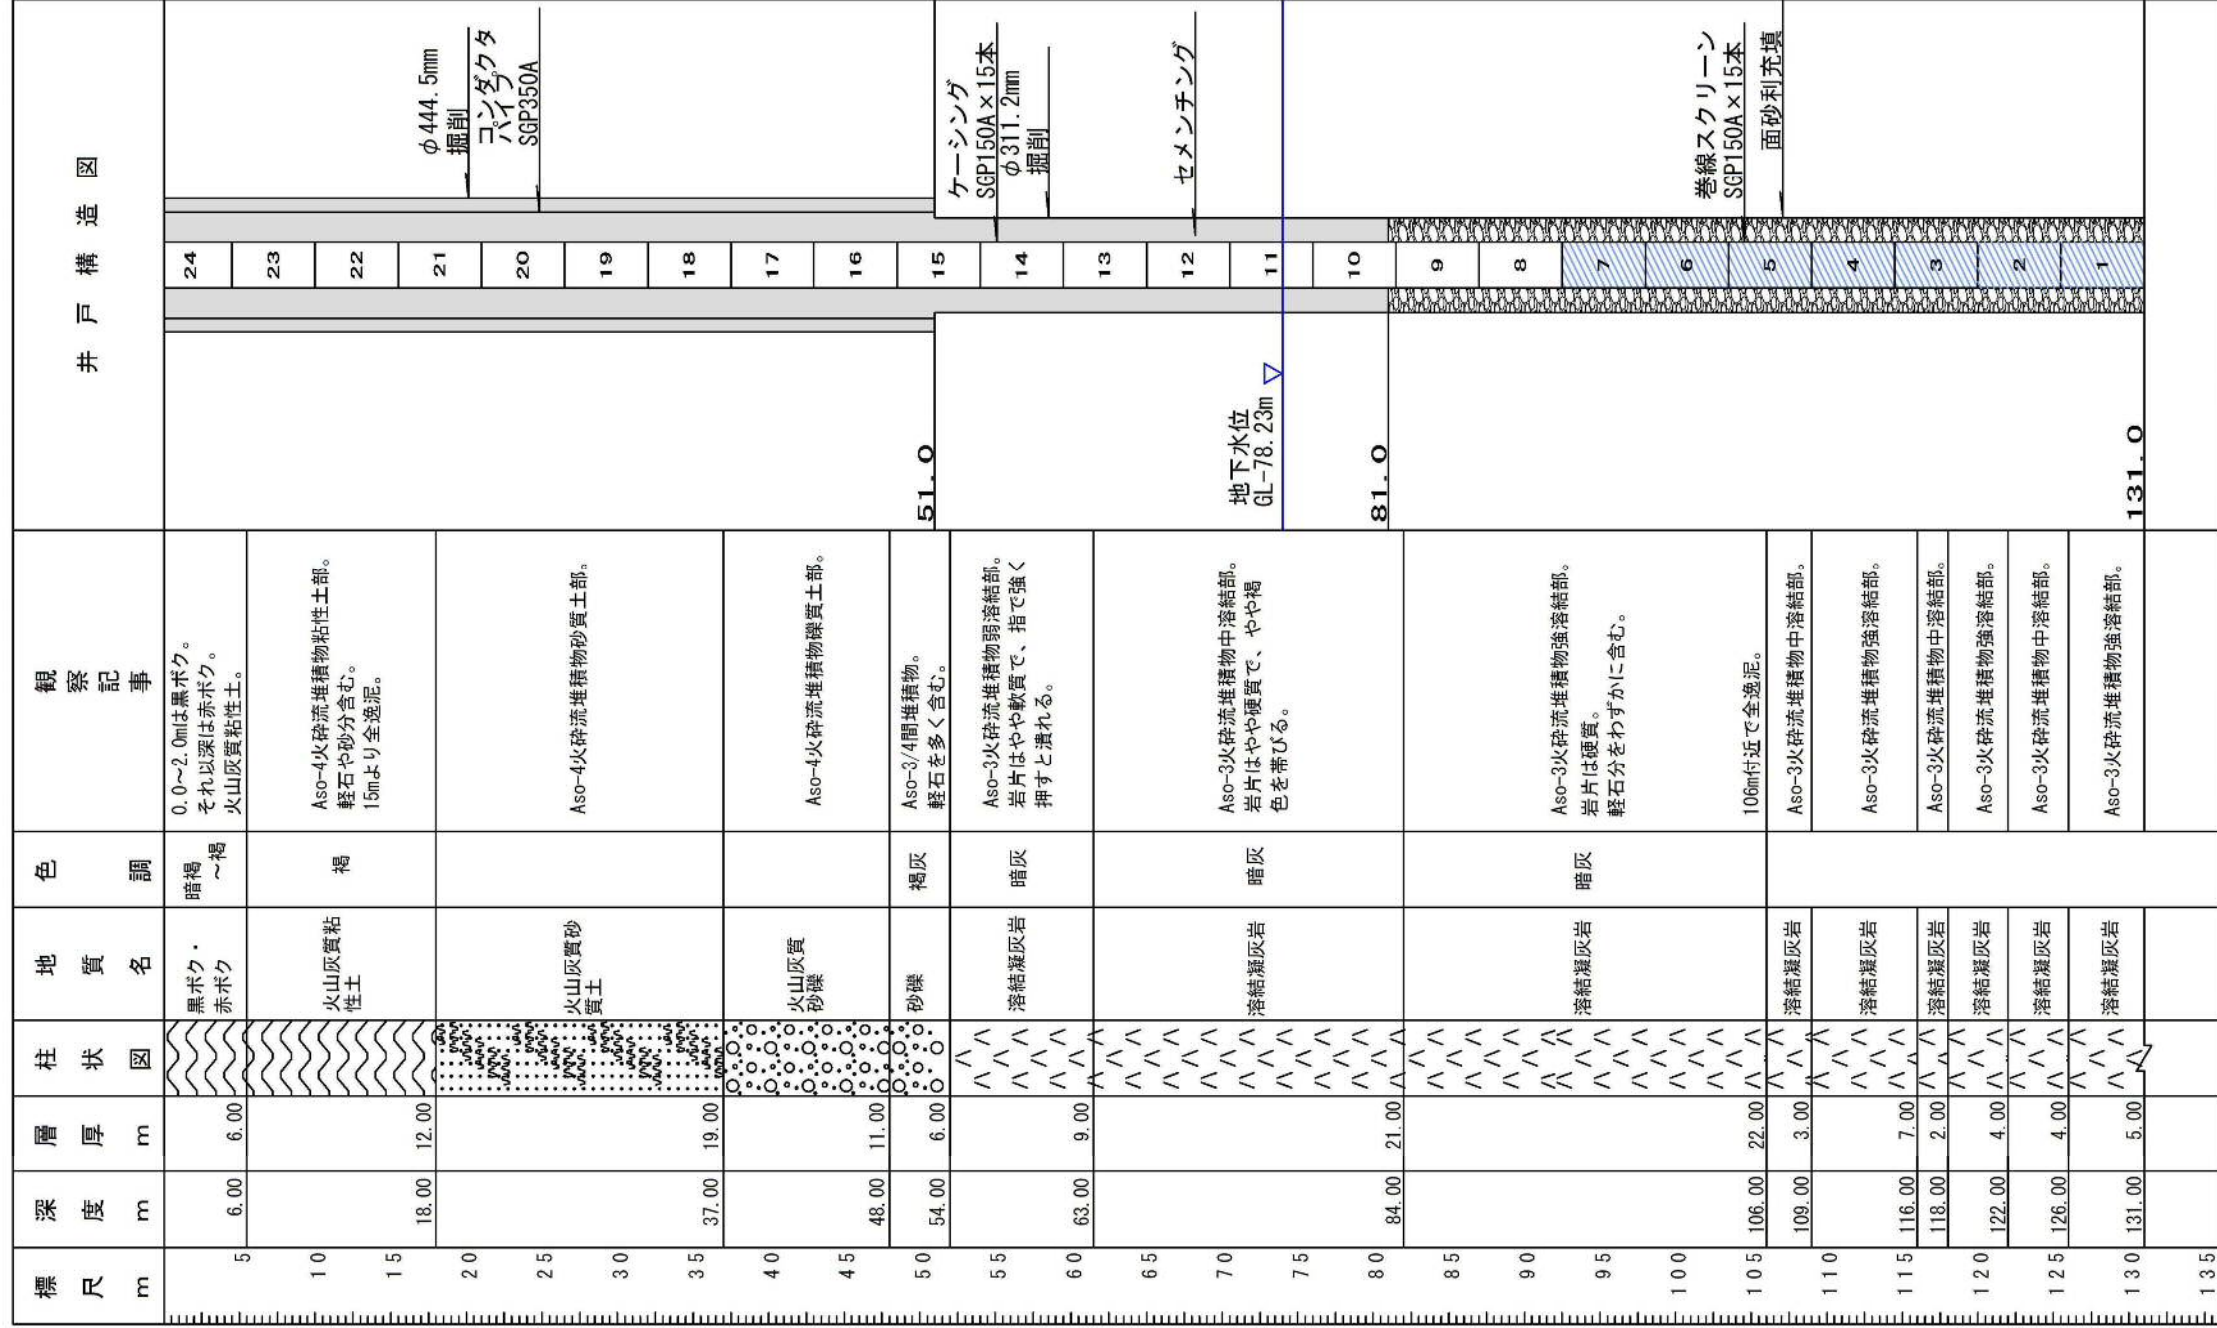 標尺 m
深度 m
層厚 m
柱状図
地質名
色調
観察記事
井戸構造図
5
10
15
20
25
30
35
40
45
50
55
60
65
70
75
80
85
90
95
100
105
110
115
120
125
130
135
6.00
18.00
37.00
48.00
54.00
63.00
84.00
106.00
109.00
116.00
118.00
122.00
126.00
131.00
6.00
12.00
19.00
11.00
6.00
9.00
21.00
22.00
3.00
7.00
2.00
4.00
4.00
5.00
黒ボク・
赤ボク
火山灰質粘
性土
火山灰質砂
質土
火山灰質
砂礫
砂礫
溶結凝灰岩
溶結凝灰岩
溶結凝灰岩
溶結凝灰岩
溶結凝灰岩
溶結凝灰岩
溶結凝灰岩
溶結凝灰岩
溶結凝灰岩
暗褐
～褐
褐
褐灰
暗灰
暗灰
暗灰
0.0～2.0mは黒ボク。
それ以深は赤ボク。
火山灰質粘性土。
Aso-4火砕流堆積物粘性土部。
軽石や砂分含む。
15mより全逸泥。
Aso-4火砕流堆積物砂質土部。
Aso-4火砕流堆積物礫質土部。
Aso-3/4間堆積物。
軽石を多く含む。
Aso-3火砕流堆積物弱溶結部。
岩片はやや軟質で、指で強く
押すと潰れる。
Aso-3火砕流堆積物中溶結部。
岩片はやや硬質で、やや褐
色を帯びる。
Aso-3火砕流堆積物強溶結部。
岩片は硬質。
軽石分をわずかに含む。
106m付近で全逸泥。
Aso-3火砕流堆積物中溶結部。
Aso-3火砕流堆積物強溶結部。
Aso-3火砕流堆積物中溶結部。
Aso-3火砕流堆積物強溶結部。
Aso-3火砕流堆積物中溶結部。
Aso-3火砕流堆積物強溶結部。
51.0
地下水位
GL-78.23m
81.0
131.0
24
23
22
21
20
19
18
17
16
15
14
13
12
11
10
9
8
7
6
5
4
3
2
1
φ444.5mm
掘削
コンダクタ
パイプ
SGP350A
ケーシング
SGP150A×15本
φ311.2mm
掘削
セメンチング
巻線スクリーン
SGP150A×15本
面砂利充填